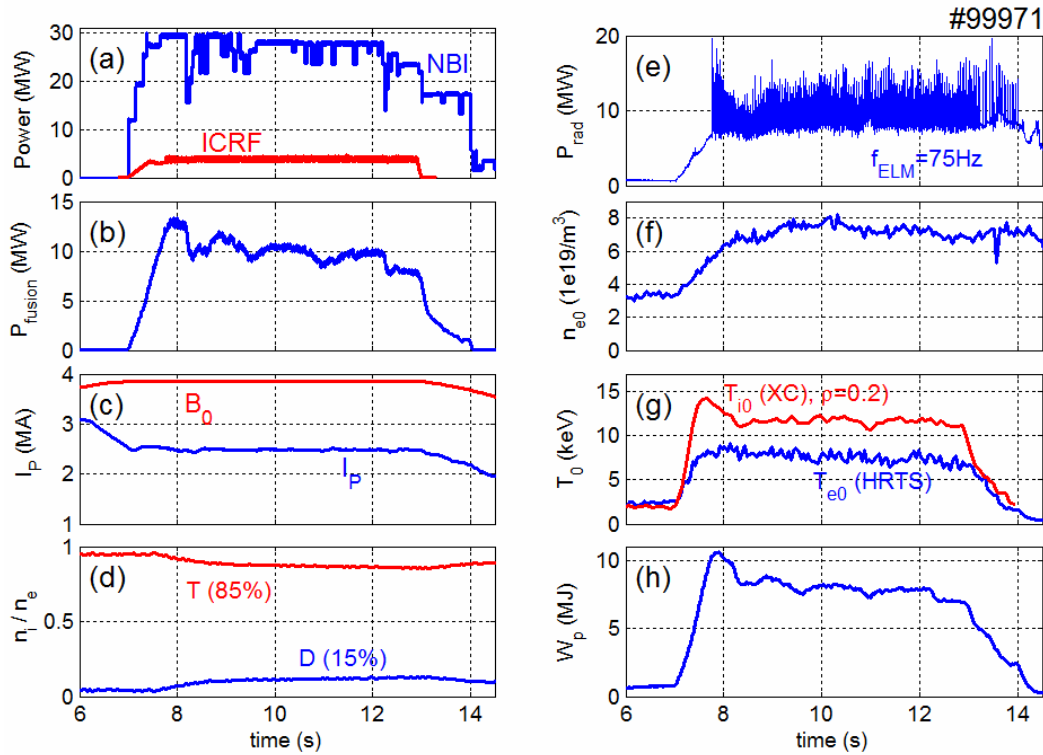 #99971
(a)
NBI
ICRF
Power (MW)
30
20
10
0
(b)
P_fusion (MW)
15
10
5
0
(c)
B_0
I_P
I_P (MA)
4
3
2
1
(d)
T (85%)
D (15%)
n_i / n_e
1
0.5
0
6 8 10 12 14
time (s)
(e)
f_ELM=75Hz
P_rad (MW)
20
10
0
(f)
n_e0 (1e19/m^3)
8
6
4
2
0
(g)
T_i0 (XC), ρ=0.2)
T_e0 (HRTS)
T_0 (keV)
15
10
5
0
(h)
W_p (MJ)
10
5
0
6 8 10 12 14
time (s)